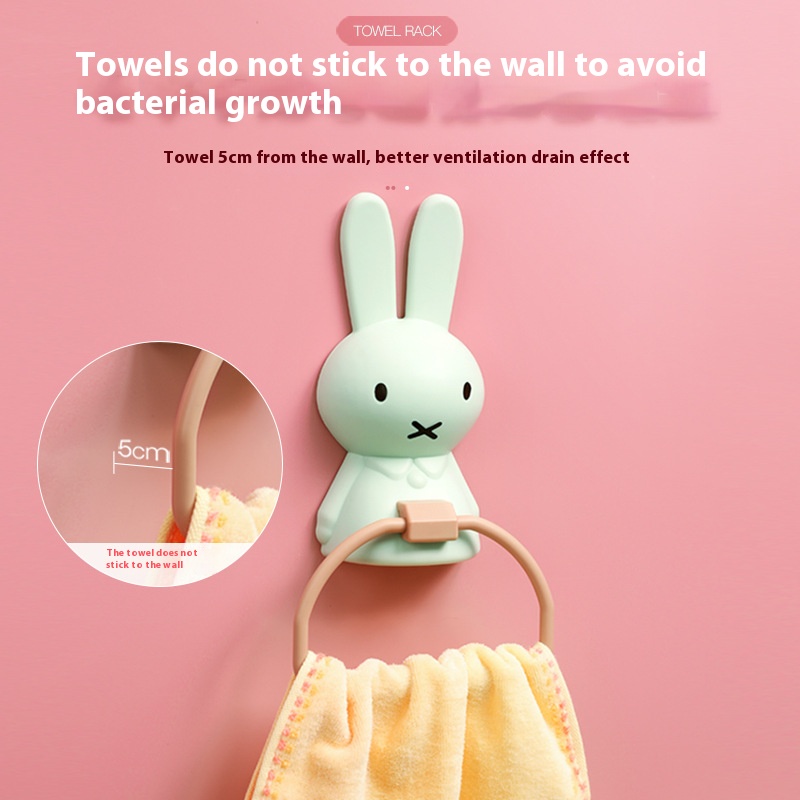 TOWEL RACK
Towels do not stick to the wall to avoid
bacterial growth
Towel 5cm from the wall, better ventilation drain effect
5cm
The towel does not
stick to the wall